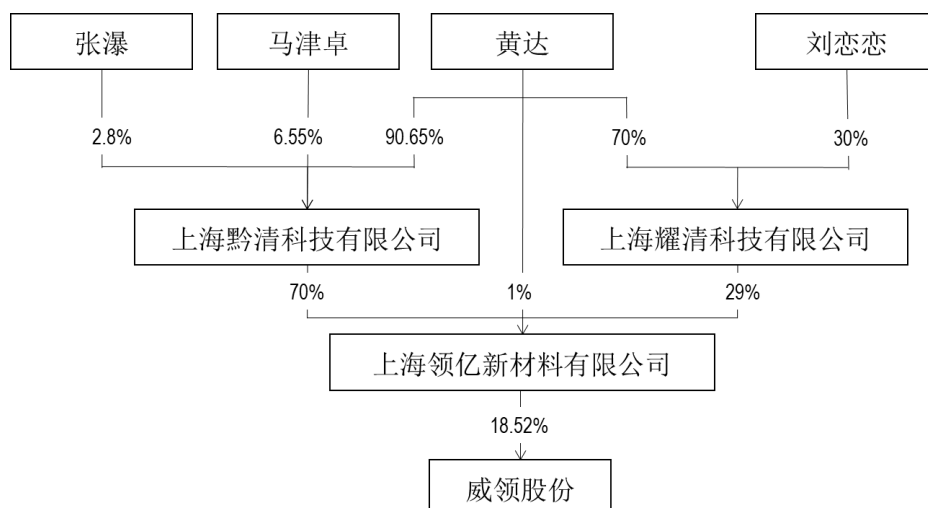 张瀑
马津卓
黄达
刘恋恋
2.8%
6.55%
90.65%
70%
30%
上海黔清科技有限公司
上海耀清科技有限公司
70%
1%
29%
上海领亿新材料有限公司
18.52%
威领股份